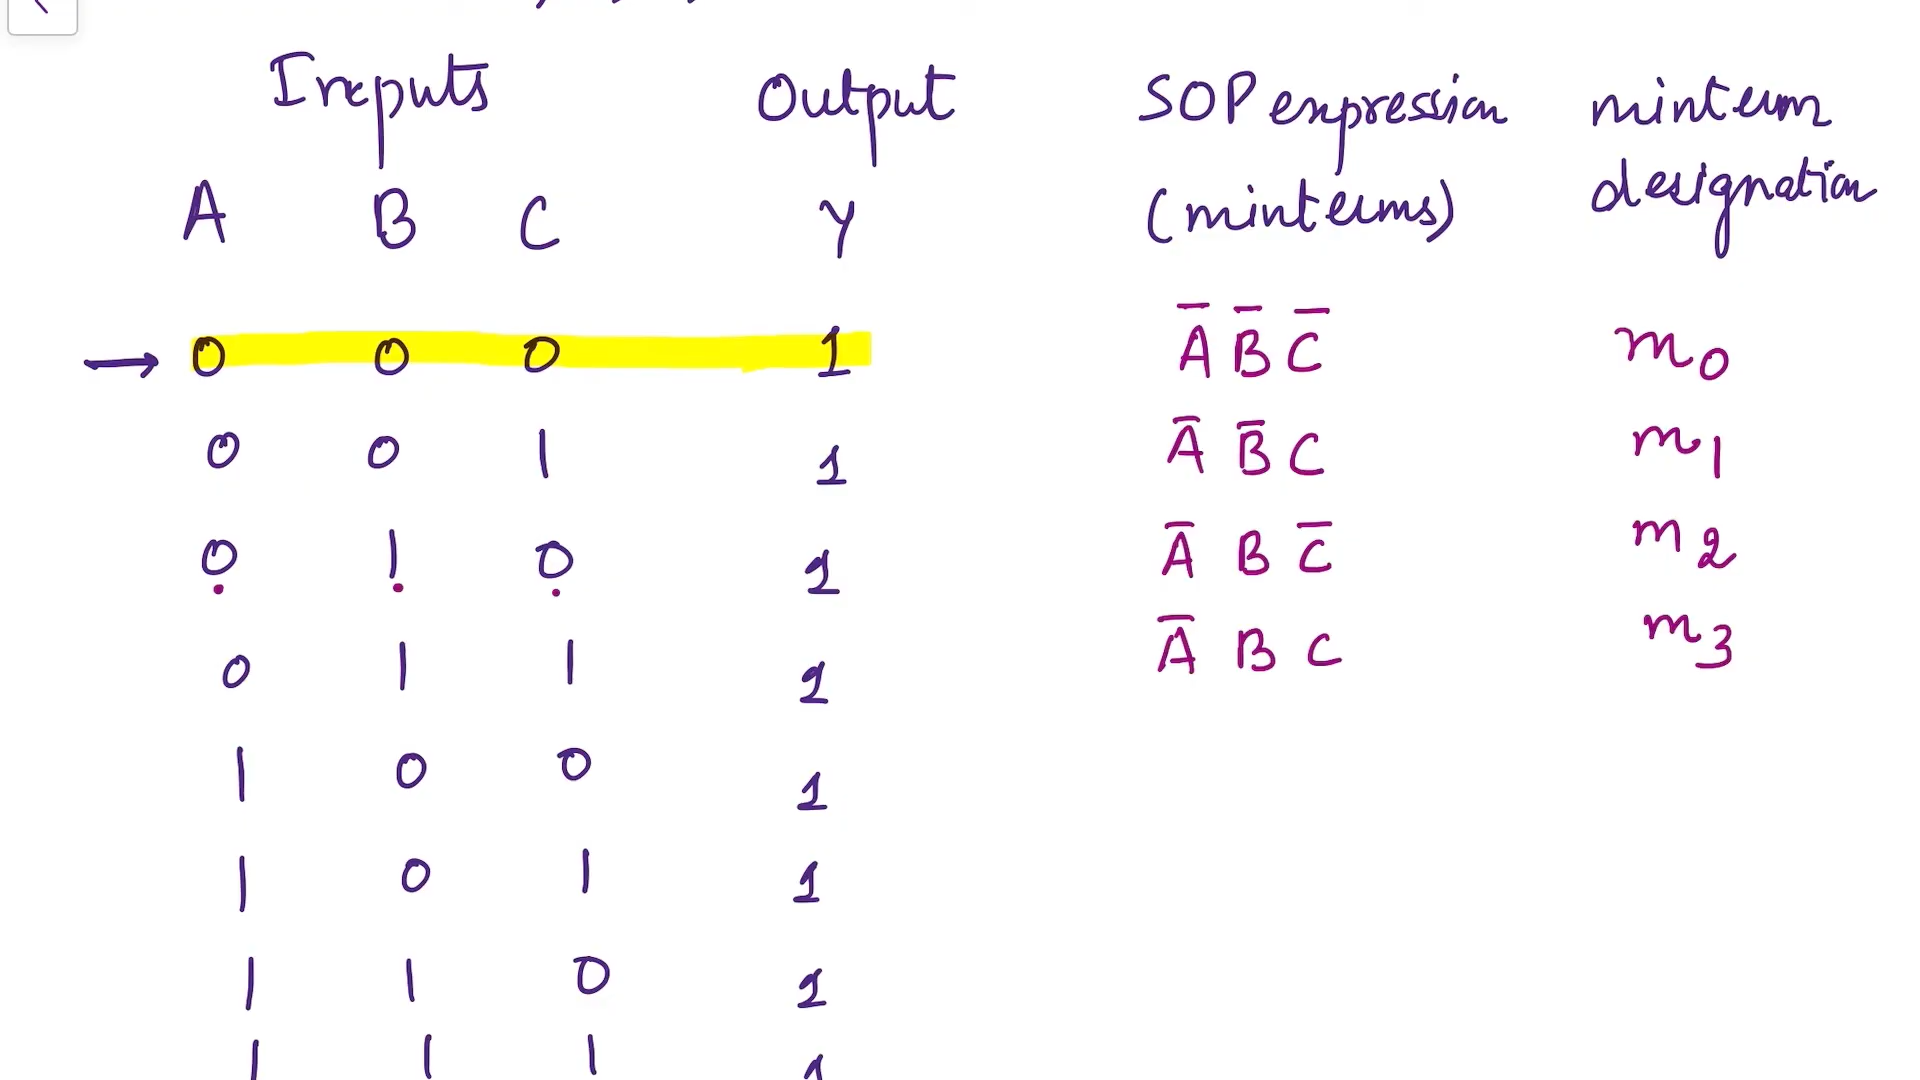 Inputs Output SOP expression minterm
(minterms) designation
A B C Y
0 0 0 1 A̅ B̅ C̅ m0
0 0 1 1 A̅ B̅ C m1
0 1 0 1 A̅ B C̅ m2
0 1 1 1 A̅ B C m3
1 0 0 1
1 0 1 1
1 1 0 1
1 1 1 1